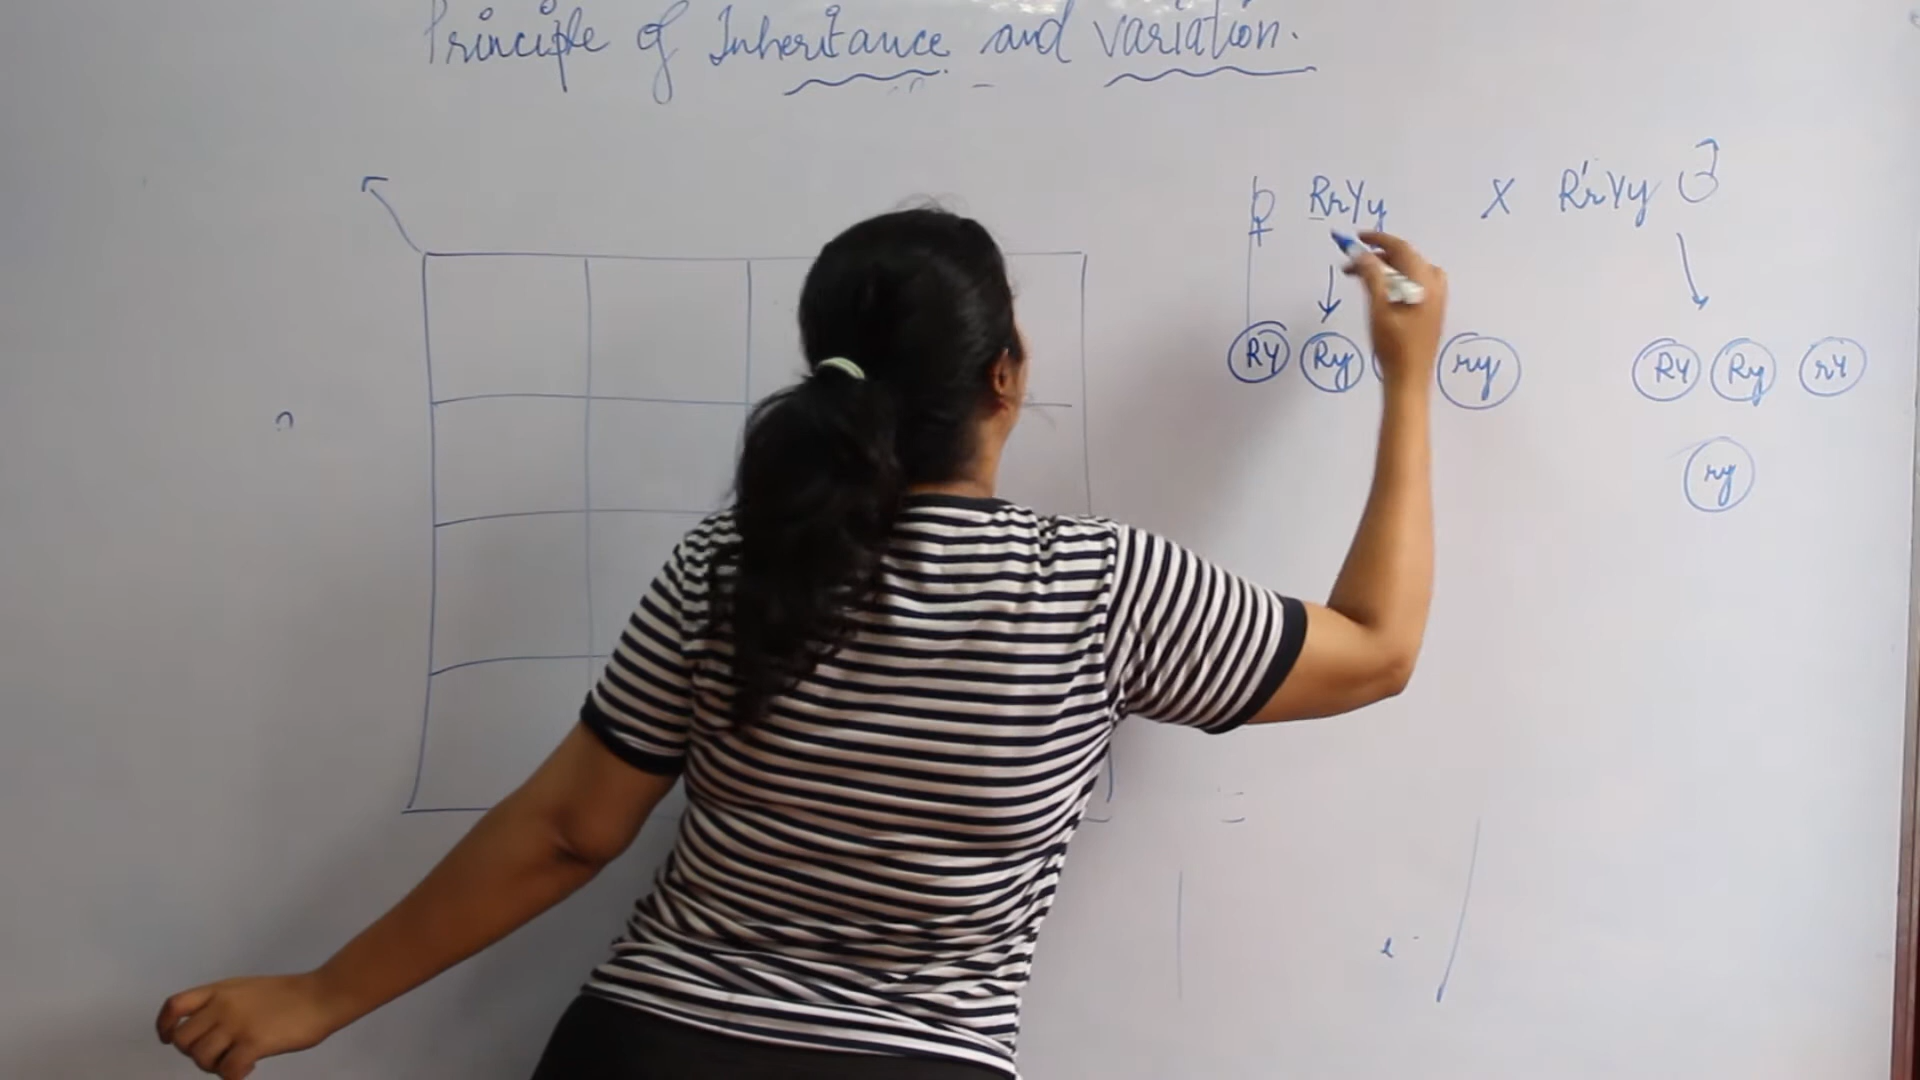 Principle of Inheritance and variation.
♀ RrYy X RrYy ♂
RY Ry ry RY Ry rY
ry